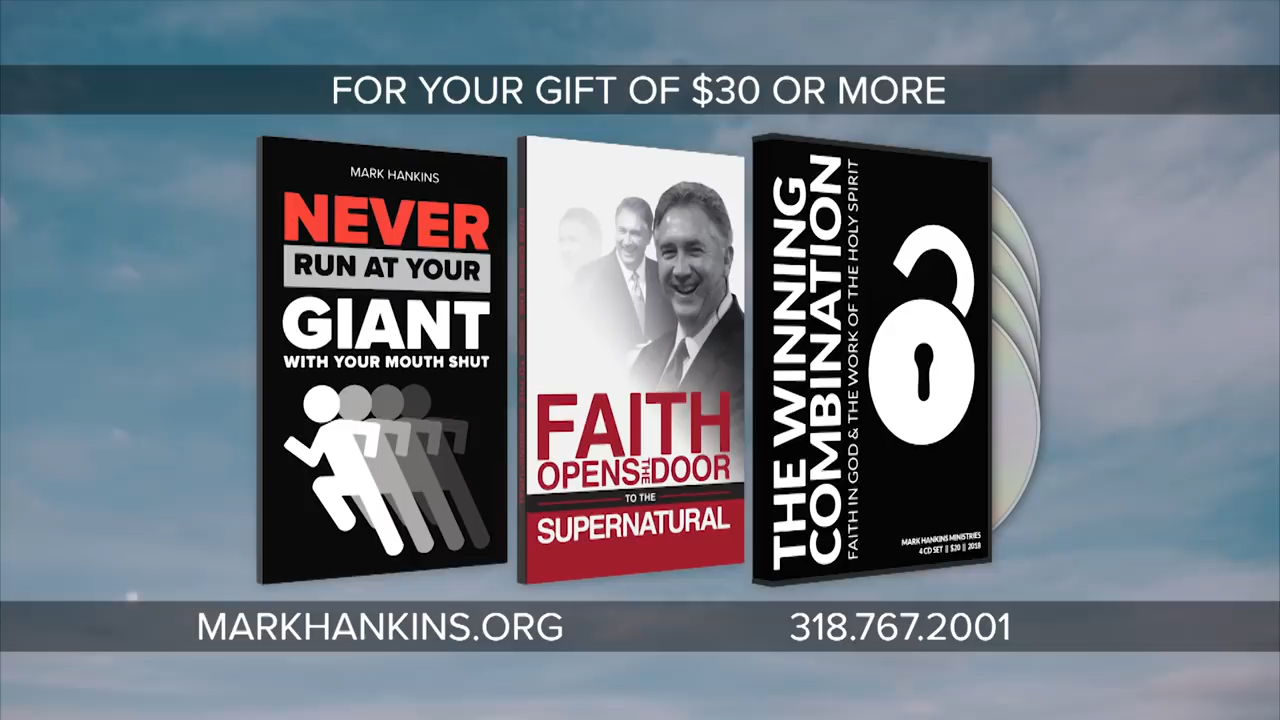 FOR YOUR GIFT OF $30 OR MORE
MARK HANKINS
NEVER
RUN AT YOUR
GIANT
WITH YOUR MOUTH SHUT
FAITH
OPENS THE DOOR
TO THE
SUPERNATURAL
THE WINNING
COMBINATION
FAITH IN GOD & THE WORK OF THE HOLY SPIRIT
MARK HANKINS MINISTRIES
4 CD SET || $20 || 2018
MARKHANKINS.ORG
318.767.2001